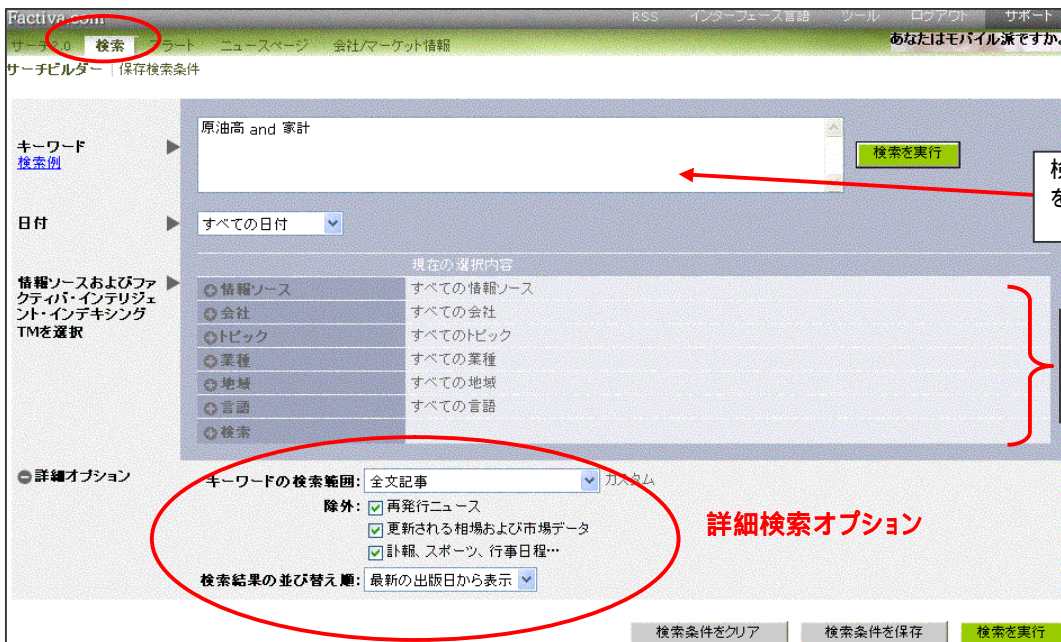 Factiva.com RSS インターフェース言語 ツール ログアウト サポート
サーチ2.0 検索 アラート ニュースページ 会社/マーケット情報 あなたはモバイル派ですか。
サーチビルダー 保存検索条件
キーワード
検索例
原油高 and 家計
検索を実行
検
を
日付 すべての日付
情報ソースおよびファ
クティバ・インテリジェ
ント・インデキシング
TMを選択
現在の選択内容
情報ソース すべての情報ソース
会社 すべての会社
トピック すべてのトピック
業種 すべての業種
地域 すべての地域
言語 すべての言語
検索
詳細オプション
キーワードの検索範囲: 全文記事 カスタム
除外: 再発行ニュース
更新される相場および市場データ
訃報、スポーツ、行事日程…
詳細検索オプション
検索結果の並び替え順: 最新の出版日から表示
検索条件をクリア 検索条件を保存 検索を実行